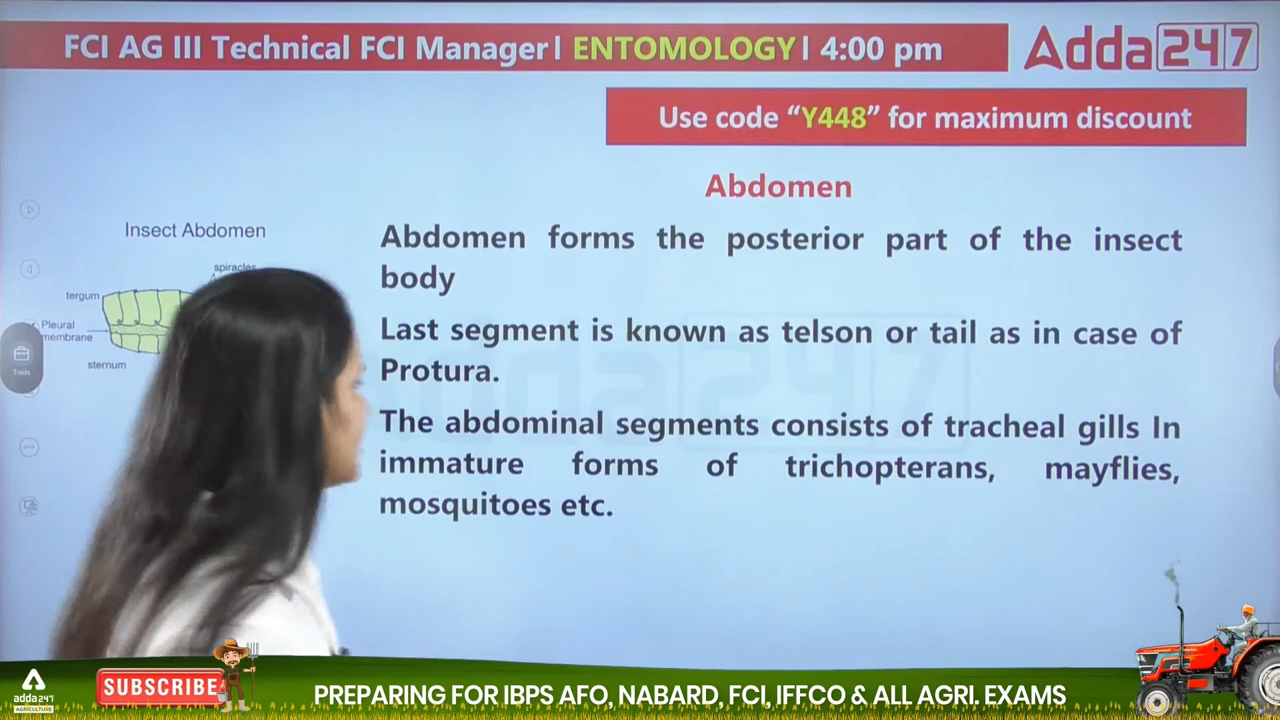 FCI AG III Technical FCI Manager| ENTOMOLOGY| 4:00 pm
Adda247
Use code “Y448” for maximum discount
Abdomen
Insect Abdomen
spiracles
tergum
Pleural
membrane
sternum
Tools
Abdomen forms the posterior part of the insect
body
Last segment is known as telson or tail as in case of
Protura.
The abdominal segments consists of tracheal gills In
immature forms of trichopterans, mayflies,
mosquitoes etc.
adda247
AGRICULTURE
SUBSCRIBE
PREPARING FOR IBPS AFO, NABARD, FCI, IFFCO & ALL AGRI. EXAMS